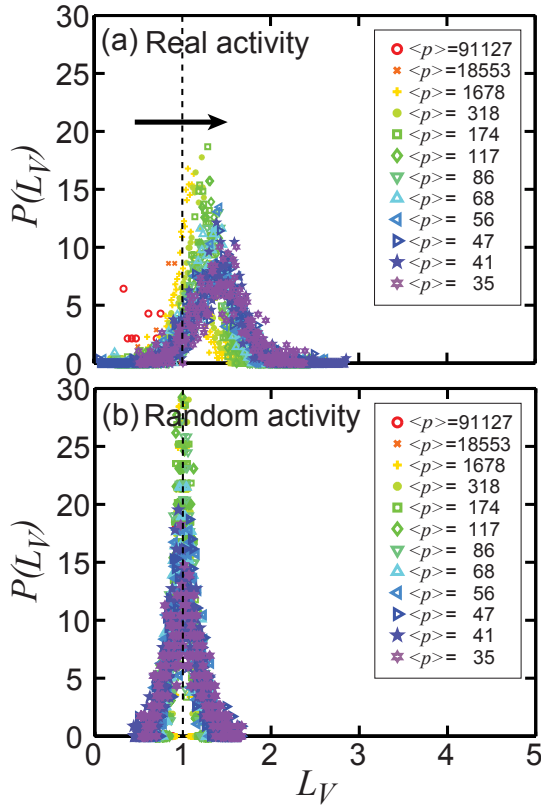 30
(a) Real activity
25
20
15
10
5
0
P(L_V)
<p>=91127
<p>=18553
<p>= 1678
<p>= 318
<p>= 174
<p>= 117
<p>= 86
<p>= 68
<p>= 56
<p>= 47
<p>= 41
<p>= 35
30
(b) Random activity
25
20
15
10
5
0
P(L_V)
<p>=91127
<p>=18553
<p>= 1678
<p>= 318
<p>= 174
<p>= 117
<p>= 86
<p>= 68
<p>= 56
<p>= 47
<p>= 41
<p>= 35
0 1 2 3 4 5
L_V